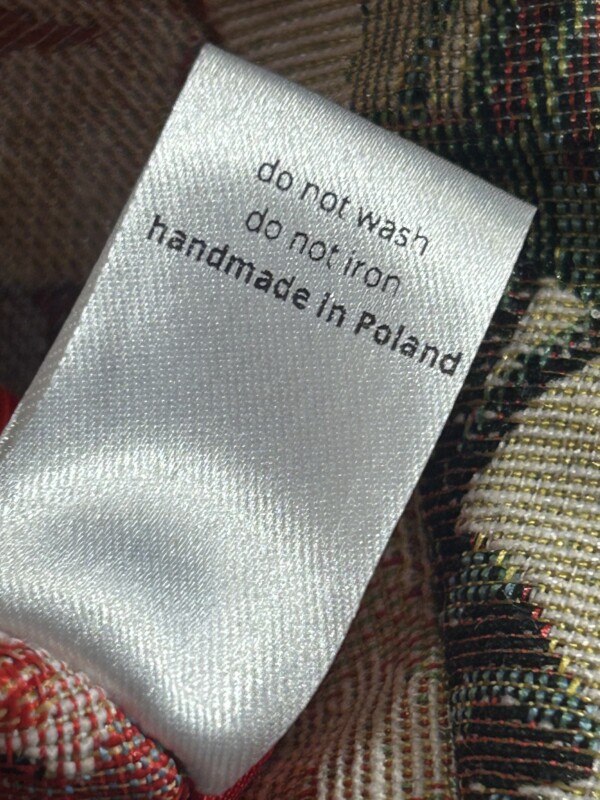 do not wash
do not iron
handmade in Poland